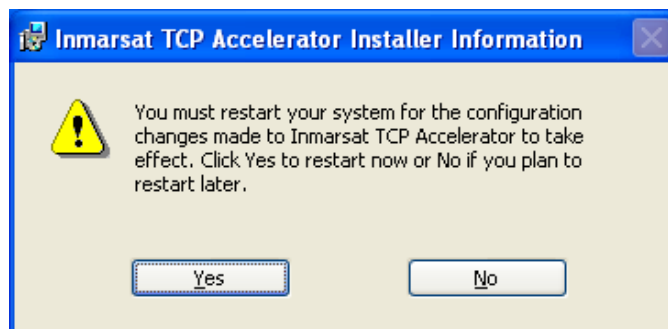 Inmarsat TCP Accelerator Installer Information
You must restart your system for the configuration
changes made to Inmarsat TCP Accelerator to take
effect. Click Yes to restart now or No if you plan to
restart later.
Yes
No